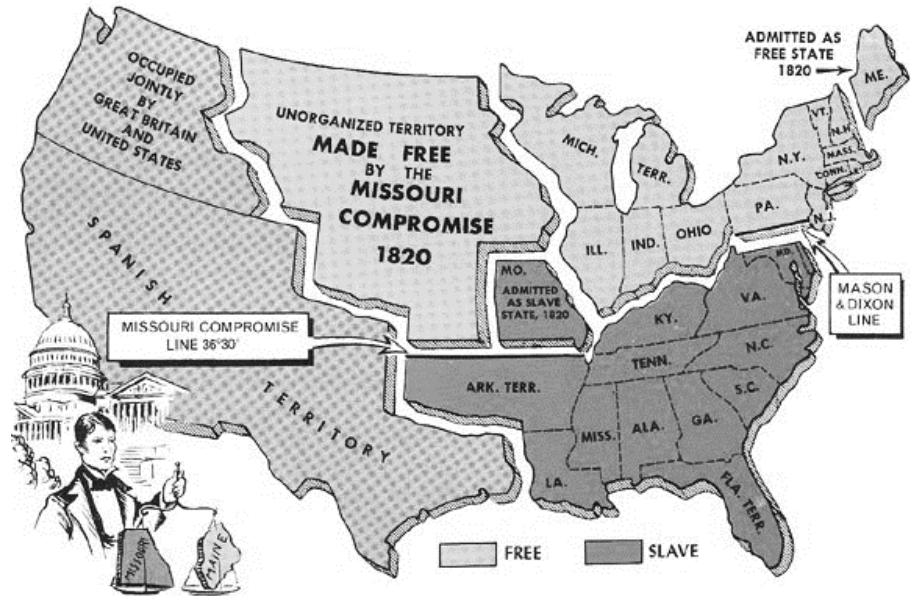 OCCUPIED
JOINTLY
BY
GREAT BRITAIN
AND
UNITED STATES
UNORGANIZED TERRITORY
MADE FREE
BY THE
MISSOURI
COMPROMISE
1820
ADMITTED AS
FREE STATE
1820
ME.
VT.
N.H.
MASS.
CONN.
N.Y.
PA.
N.J.
MICH.
TERR.
ILL.
IND.
OHIO
MO.
ADMITTED
AS SLAVE
STATE, 1820
MD.
MASON
& DIXON
LINE
SPANISH
TERRITORY
MISSOURI COMPROMISE
LINE 36°30'
KY.
VA.
TENN.
N.C.
ARK. TERR.
S.C.
MISS.
ALA.
GA.
LA.
FLA. TERR.
MISSOURI
MAINE
FREE
SLAVE